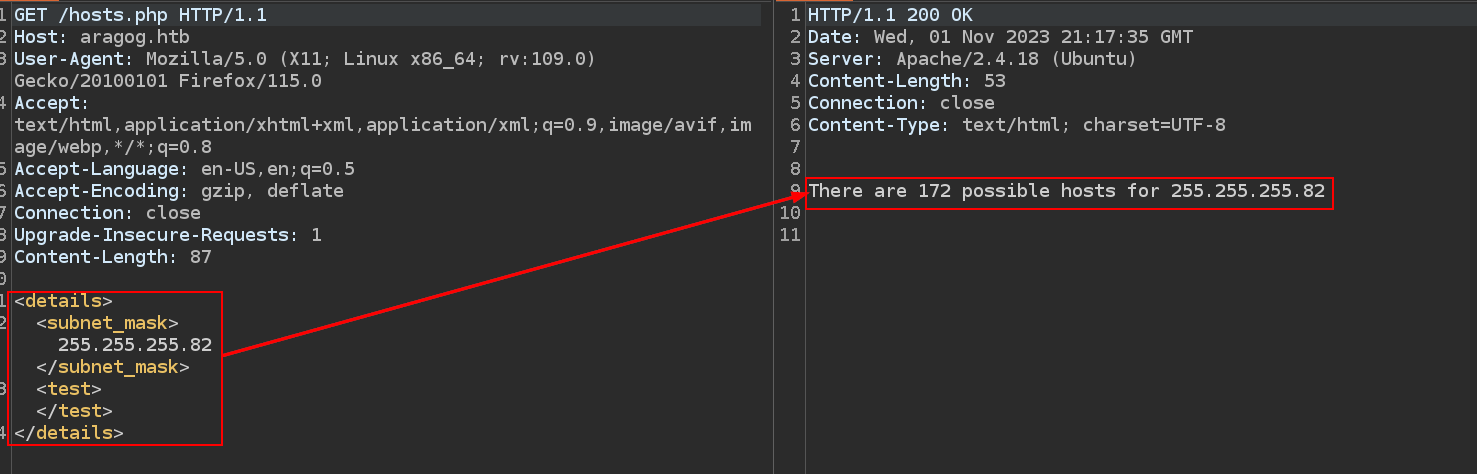 1 GET /hosts.php HTTP/1.1
2 Host: aragog.htb
3 User-Agent: Mozilla/5.0 (X11; Linux x86_64; rv:109.0)
Gecko/20100101 Firefox/115.0
4 Accept:
text/html,application/xhtml+xml,application/xml;q=0.9,image/avif,im
age/webp,*/*;q=0.8
5 Accept-Language: en-US,en;q=0.5
6 Accept-Encoding: gzip, deflate
7 Connection: close
8 Upgrade-Insecure-Requests: 1
9 Content-Length: 87
0
1 <details>
2 <subnet_mask>
255.255.255.82
</subnet_mask>
3 <test>
</test>
4 </details>
1 HTTP/1.1 200 OK
2 Date: Wed, 01 Nov 2023 21:17:35 GMT
3 Server: Apache/2.4.18 (Ubuntu)
4 Content-Length: 53
5 Connection: close
6 Content-Type: text/html; charset=UTF-8
7
8
9 There are 172 possible hosts for 255.255.255.82
10
11